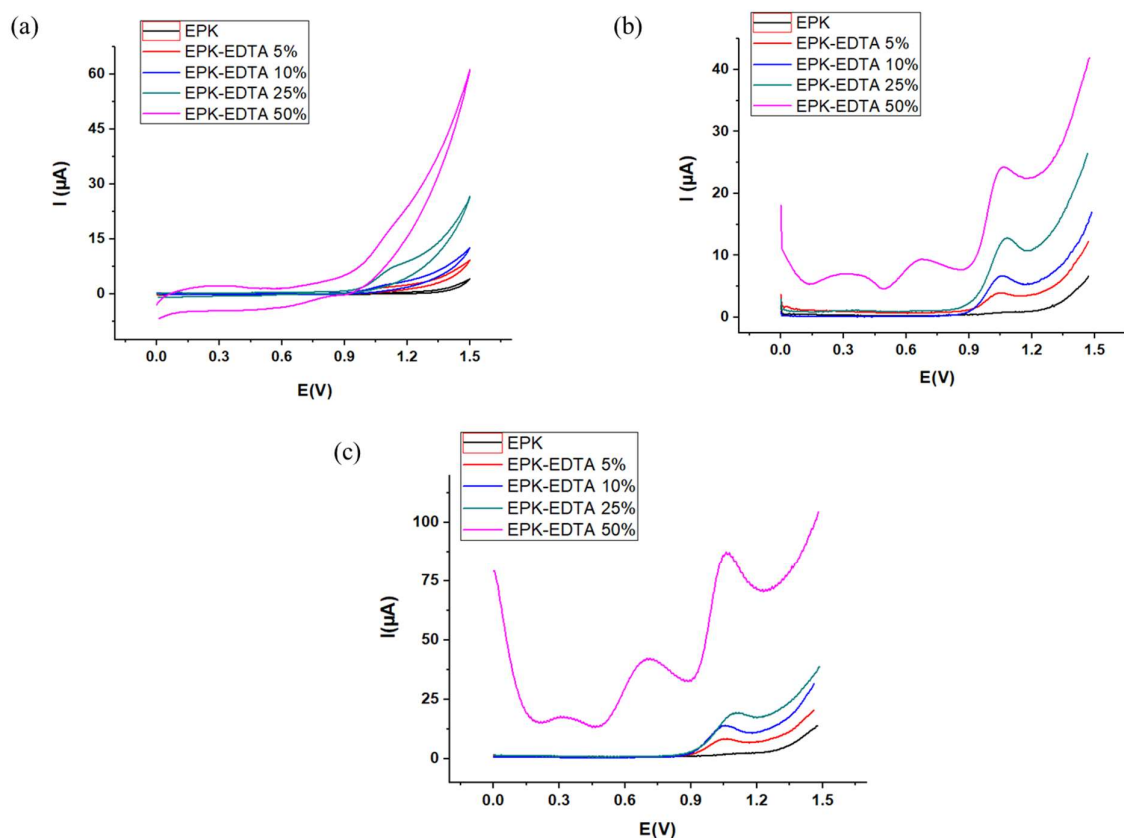 (a)
EPK
EPK-EDTA 5%
EPK-EDTA 10%
EPK-EDTA 25%
EPK-EDTA 50%
60
45
30
15
0
I (µA)
0.0 0.3 0.6 0.9 1.2 1.5
E(V)
(b)
EPK
EPK-EDTA 5%
EPK-EDTA 10%
EPK-EDTA 25%
EPK-EDTA 50%
40
30
20
10
0
I (µA)
0.0 0.3 0.6 0.9 1.2 1.5
E(V)
(c)
EPK
EPK-EDTA 5%
EPK-EDTA 10%
EPK-EDTA 25%
EPK-EDTA 50%
100
75
50
25
0
I(µA)
0.0 0.3 0.6 0.9 1.2 1.5
E(V)